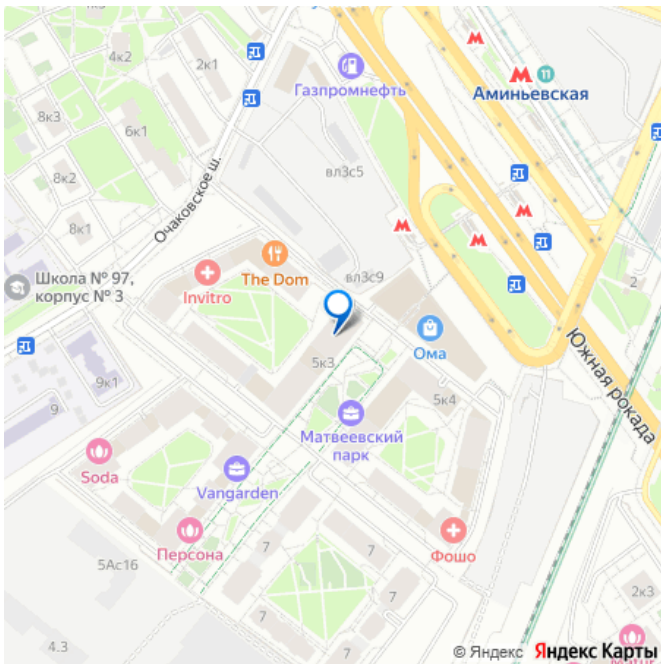 4к2
2к1
Газпромнефть
11
Аминьевская
8к3
6к1
8к2
вл3с5
Очаковское ш.
8к1
The Dom
вл3с9
2
Школа № 97,
корпус № 3
Invitro
Ома
Южная рокада
5к3
9к1
9
5к4
Матвеевский
парк
Soda
Vangarden
Персона
7
Фошо
7
5Ас16
7
2к3
7
7
4.3
© Яндекс Яндекс Карты